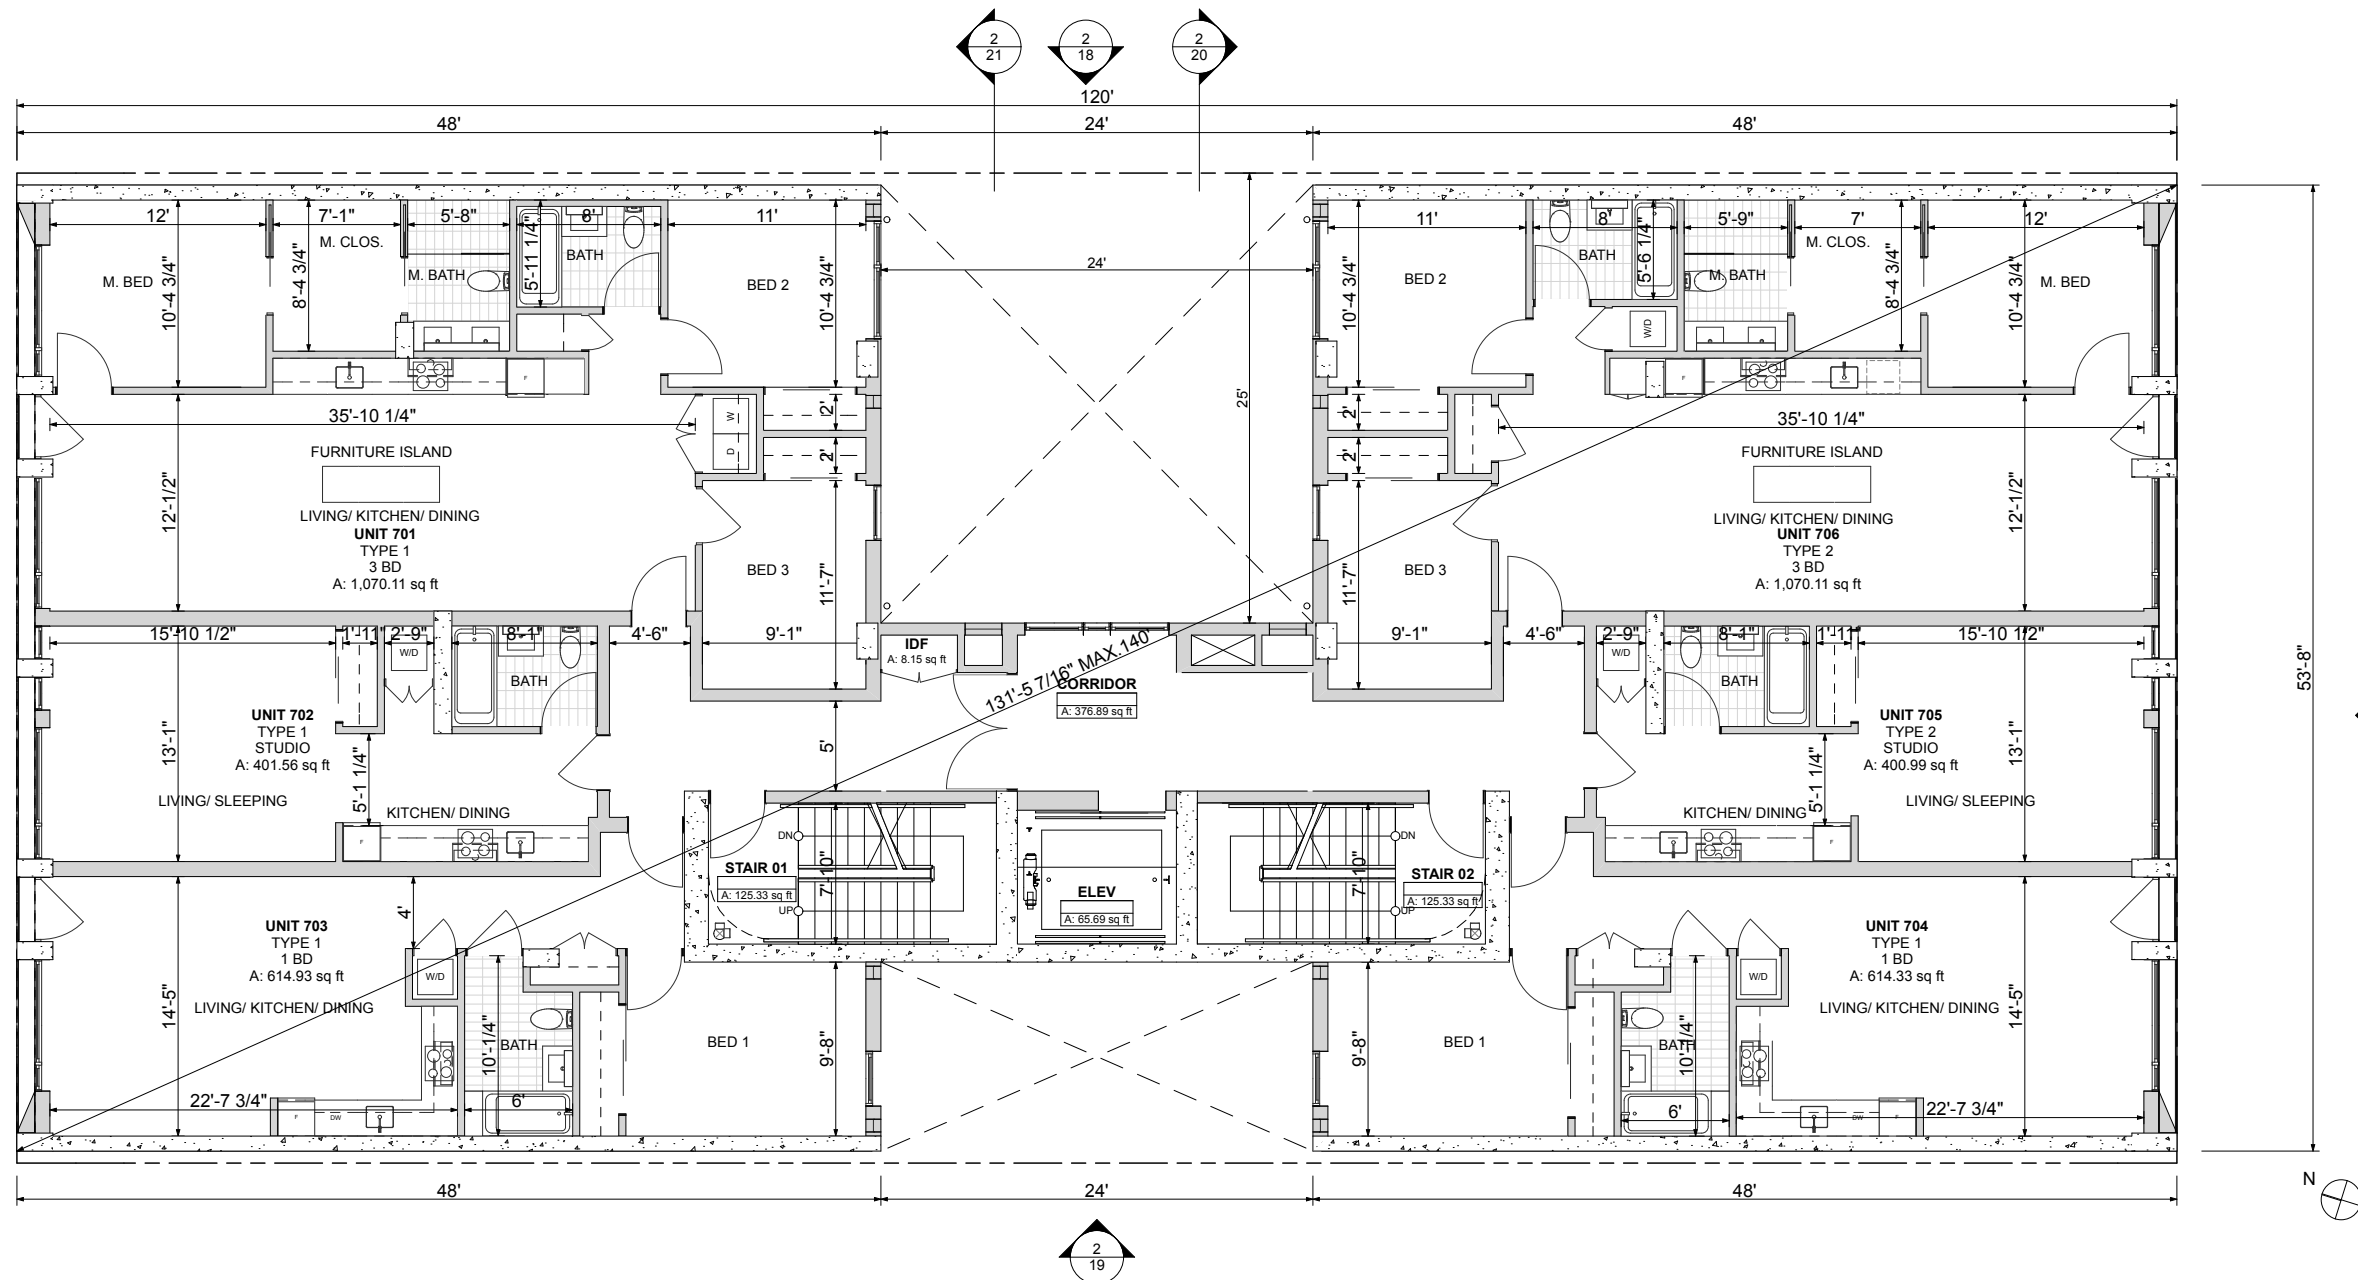 2
21
2
18
2
20
120'
48'
24'
48'
12'
7'-1"
5'-8"
8'
11'
11'
8'
5'-9"
7'
12'
M. CLOS.
M. CLOS.
BATH
BATH
5'-11 1/4"
5'-6 1/4"
M. BED
M. BATH
BED 2
24'
BED 2
M. BATH
M. BED
10'-4 3/4"
8'-4 3/4"
10'-4 3/4"
10'-4 3/4"
8'-4 3/4"
10'-4 3/4"
W/D
F
F
25'
35'-10 1/4"
W
D
2'
2'
2'
2'
35'-10 1/4"
FURNITURE ISLAND
FURNITURE ISLAND
12'-1/2"
12'-1/2"
LIVING/ KITCHEN/ DINING
UNIT 701
TYPE 1
3 BD
A: 1,070.11 sq ft
LIVING/ KITCHEN/ DINING
UNIT 706
TYPE 2
3 BD
A: 1,070.11 sq ft
BED 3
11'-7"
BED 3
11'-7"
15'-10 1/2"
1'-11"
2'-9"
8'-1"
4'-6"
9'-1"
IDF
A: 8.15 sq ft
9'-1"
4'-6"
2'-9"
8'-1"
1'-11"
15'-10 1/2"
W/D
W/D
BATH
BATH
131'-5 7/16" MAX.140'
CORRIDOR
A: 376.89 sq ft
53'-8"
UNIT 702
TYPE 1
STUDIO
A: 401.56 sq ft
UNIT 705
TYPE 2
STUDIO
A: 400.99 sq ft
13'-1"
5'-1 1/4"
5'
5'-1 1/4"
13'-1"
LIVING/ SLEEPING
KITCHEN/ DINING
KITCHEN/ DINING
LIVING/ SLEEPING
F
F
DN
DN
STAIR 01
A: 125.33 sq ft
7'-10"
UP
ELEV
A: 65.69 sq ft
7'-10"
STAIR 02
A: 125.33 sq ft
UP
4'
UNIT 703
TYPE 1
1 BD
A: 614.93 sq ft
LIVING/ KITCHEN/ DINING
UNIT 704
TYPE 1
1 BD
A: 614.33 sq ft
LIVING/ KITCHEN/ DINING
W/D
W/D
14'-5"
14'-5"
10'-1/4"
BATH
BED 1
9'-8"
9'-8"
BED 1
BATH
10'-1/4"
22'-7 3/4"
F
DW
6'
6'
DW
F
22'-7 3/4"
48'
24'
48'
N
2
19